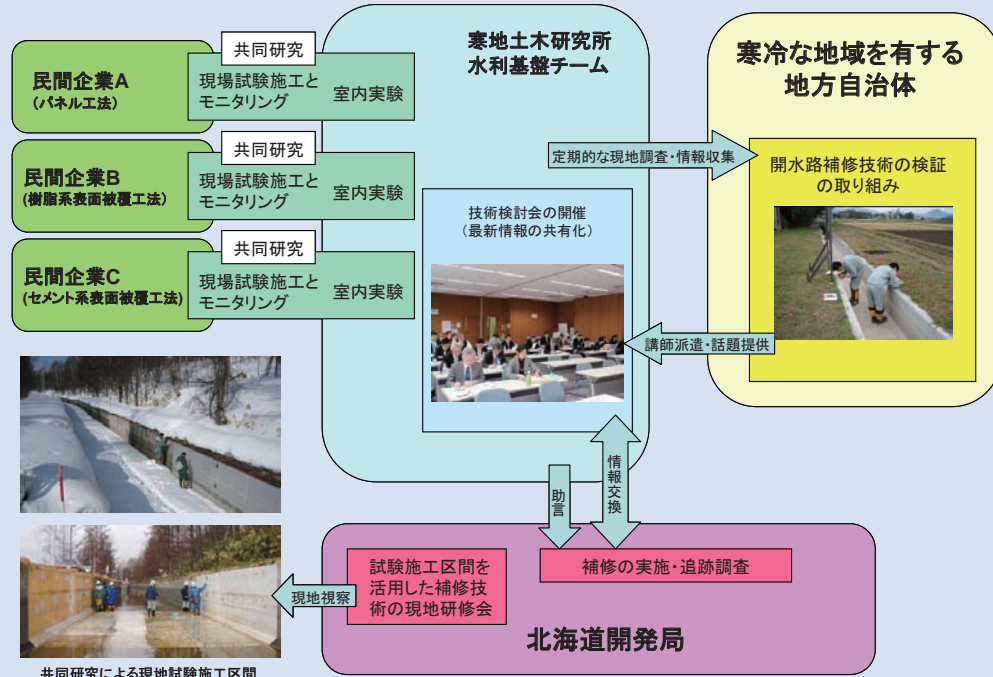 民間企業A
(パネル工法)
共同研究
現場試験施工と
モニタリング
室内実験
民間企業B
(樹脂系表面被覆工法)
共同研究
現場試験施工と
モニタリング
室内実験
民間企業C
(セメント系表面被覆工法)
共同研究
現場試験施工と
モニタリング
室内実験
寒地土木研究所
水利基盤チーム
技術検討会の開催
(最新情報の共有化)
定期的な現地調査・情報収集
講師派遣・話題提供
寒冷な地域を有する
地方自治体
開水路補修技術の検証
の取り組み
助言
情報交換
現地視察
試験施工区間を
活用した補修技
術の現地研修会
補修の実施・追跡調査
北海道開発局
共同研究による現地試験施工区間